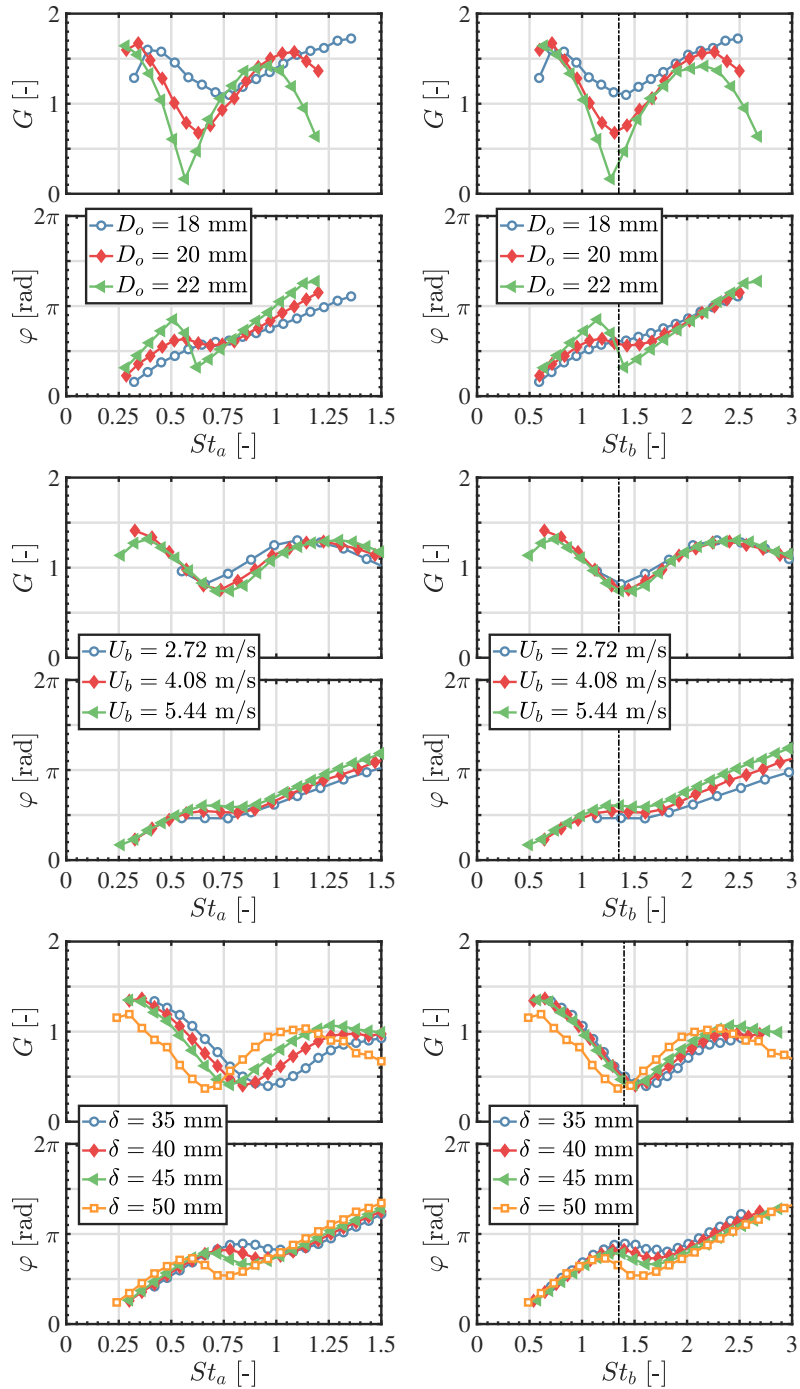 2
1
0
G [-]
2
1
0
G [-]
2π
π
0
φ [rad]
D_o = 18 mm
D_o = 20 mm
D_o = 22 mm
0 0.25 0.5 0.75 1 1.25 1.5
St_a [-]
2π
π
0
φ [rad]
D_o = 18 mm
D_o = 20 mm
D_o = 22 mm
0 0.5 1 1.5 2 2.5 3
St_b [-]
2
1
0
G [-]
2
1
0
G [-]
U_b = 2.72 m/s
U_b = 4.08 m/s
U_b = 5.44 m/s
2π
π
0
φ [rad]
0 0.25 0.5 0.75 1 1.25 1.5
St_a [-]
U_b = 2.72 m/s
U_b = 4.08 m/s
U_b = 5.44 m/s
2π
π
0
φ [rad]
0 0.5 1 1.5 2 2.5 3
St_b [-]
2
1
0
G [-]
2
1
0
G [-]
δ = 35 mm
δ = 40 mm
δ = 45 mm
δ = 50 mm
2π
π
0
φ [rad]
0 0.25 0.5 0.75 1 1.25 1.5
St_a [-]
δ = 35 mm
δ = 40 mm
δ = 45 mm
δ = 50 mm
2π
π
0
φ [rad]
0 0.5 1 1.5 2 2.5 3
St_b [-]